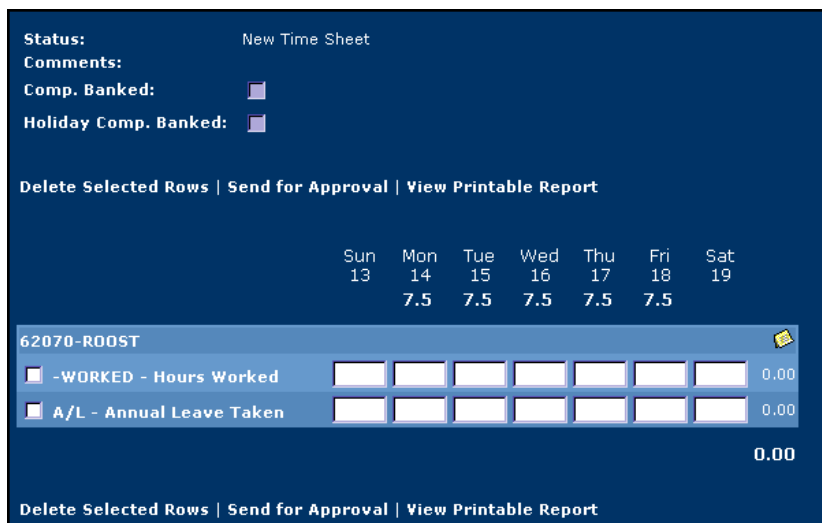 Status: New Time Sheet
Comments:
Comp. Banked:
Holiday Comp. Banked:
Delete Selected Rows | Send for Approval | View Printable Report
Sun Mon Tue Wed Thu Fri Sat
13 14 15 16 17 18 19
7.5 7.5 7.5 7.5 7.5
62070-ROOST
-WORKED - Hours Worked 0.00
A/L - Annual Leave Taken 0.00
0.00
Delete Selected Rows | Send for Approval | View Printable Report